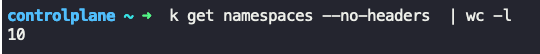 controlplane ~ ➜  k get namespaces --no-headers  | wc -l
10